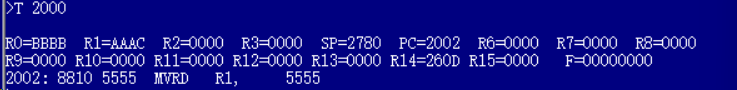 >T 2000
R0=BBBB R1=AAAC R2=0000 R3=0000 SP=2780 PC=2002 R6=0000 R7=0000 R8=0000
R9=0000 R10=0000 R11=0000 R12=0000 R13=0000 R14=260D R15=0000 F=00000000
2002: 8810 5555 MVRD R1, 5555